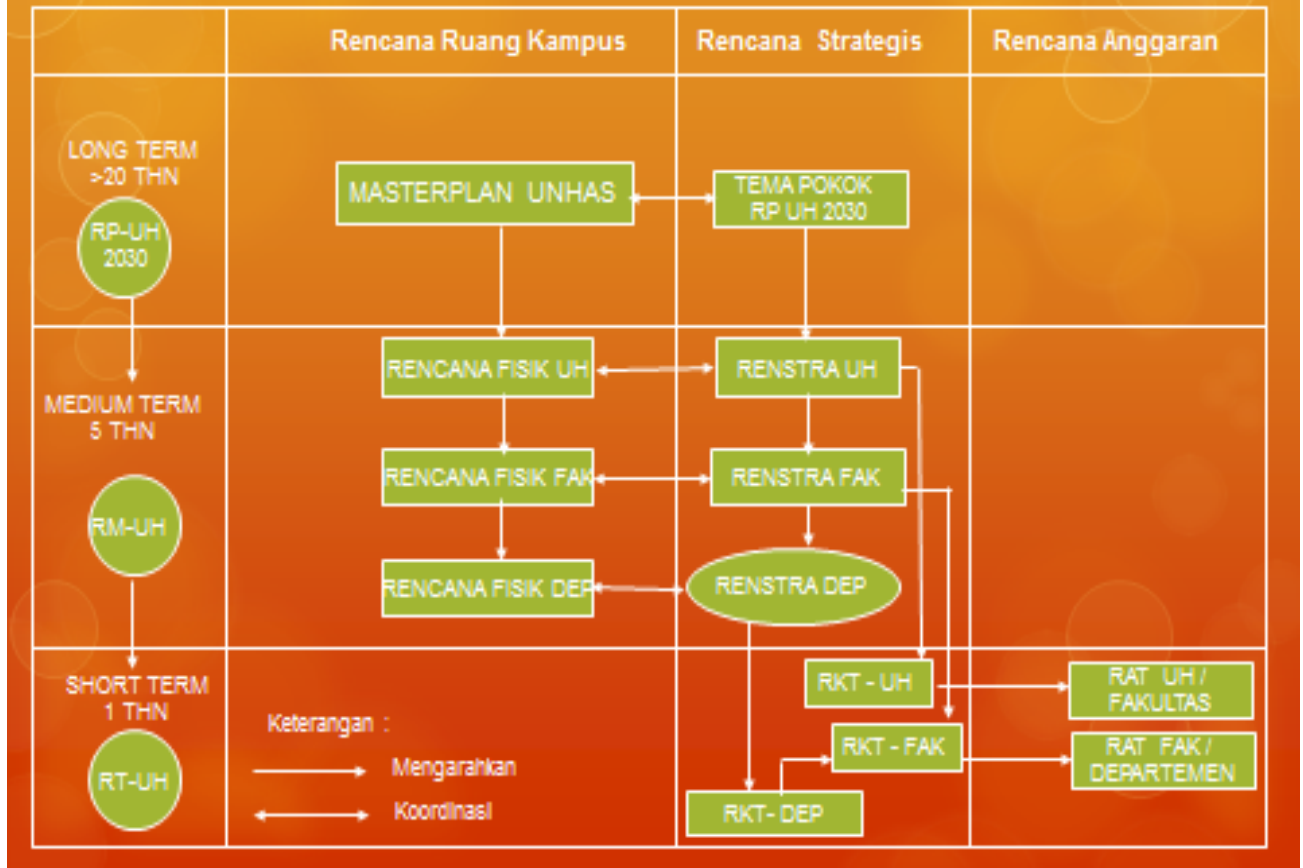 Rencana Ruang Kampus
Rencana Strategis
Rencana Anggaran
LONG TERM
>20 THN
RP-UH
2030
MASTERPLAN UNHAS
TEMA POKOK
RP UH 2030
MEDIUM TERM
5 THN
RM-UH
RENCANA FISIK UH
RENSTRA UH
RENCANA FISIK FAK
RENSTRA FAK
RENCANA FISIK DEP
RENSTRA DEP
SHORT TERM
1 THN
RT-UH
Keterangan :
Mengarahkan
Koordinasi
RKT - UH
RAT UH /
FAKULTAS
RKT - FAK
RAT FAK /
DEPARTEMEN
RKT- DEP